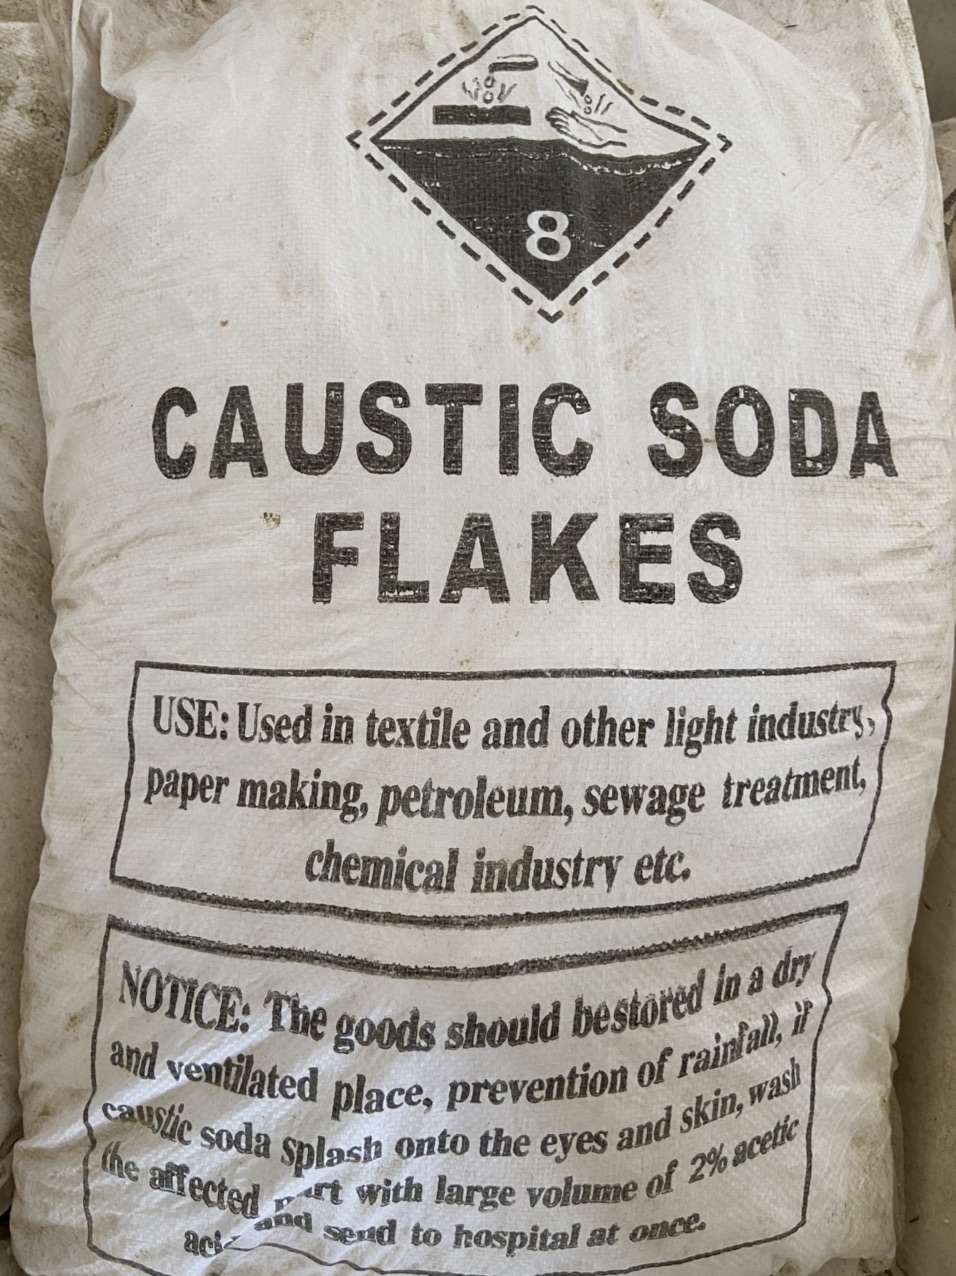 8
CAUSTIC SODA
FLAKES
USE: Used in textile and other light industry,
paper making, petroleum, sewage treatment,
chemical industry etc.
NOTICE: The goods should be stored in a dry
and ventilated place, prevention of rainfall, if
caustic soda splash onto the eyes and skin, wash
the affected with large volume of 2% acetic
and send to hospital at once.